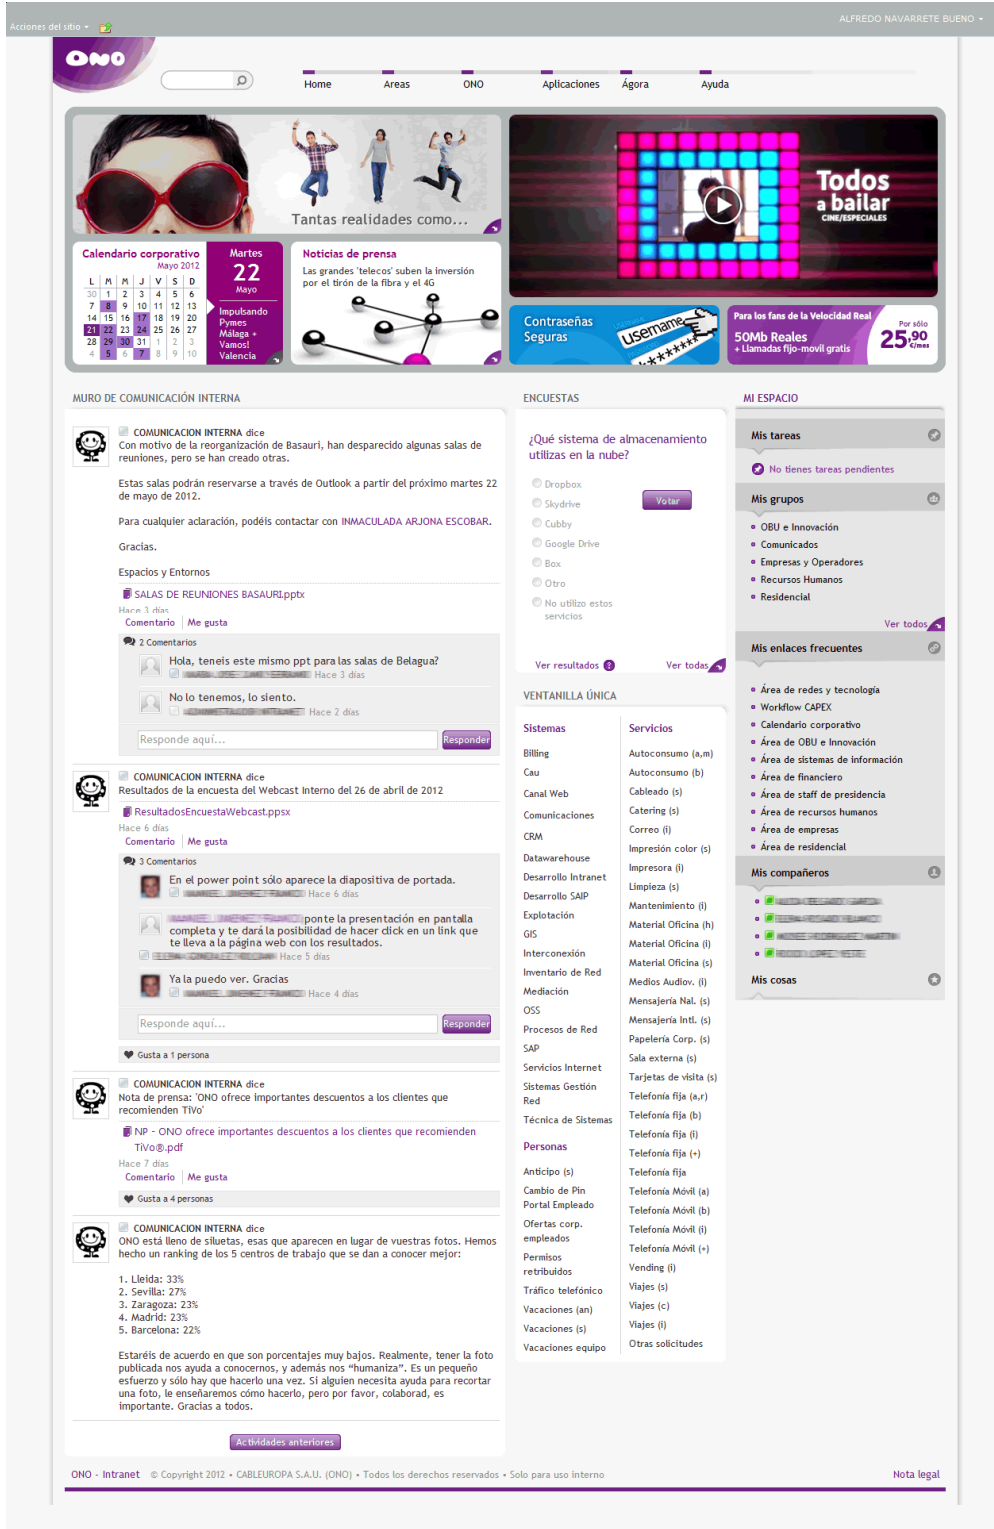 Acciones del sitio
ALFREDO NAVARRETE BUENO
ONO
Home
Areas
ONO
Aplicaciones
Ágora
Ayuda
Tantas realidades como...
Todos
a bailar
CINE/ESPECIALES
Calendario corporativo
Mayo 2012
L M M J V S D
30 1 2 3 4 5 6
7 8 9 10 11 12 13
14 15 16 17 18 19 20
21 22 23 24 25 26 27
28 29 30 31 1 2 3
4 5 6 7 8 9 10
Martes
22
Mayo
Impulsando
Pymes
Málaga +
Vamos!
Valencia
Noticias de prensa
Las grandes 'telecos' suben la inversión
por el tirón de la fibra y el 4G
Contraseñas
Seguras
username
*******
Para los fans de la Velocidad Real
50Mb Reales
+ Llamadas fijo-movil gratis
Por sólo
25,90
€/mes
MURO DE COMUNICACIÓN INTERNA
COMUNICACION INTERNA dice
Con motivo de la reorganización de Basauri, han desparecido algunas salas de
reuniones, pero se han creado otras.
Estas salas podrán reservarse a través de Outlook a partir del próximo martes 22
de mayo de 2012.
Para cualquier aclaración, podéis contactar con INMACULADA ARJONA ESCOBAR.
Gracias.
Espacios y Entornos
SALAS DE REUNIONES BASAURI.pptx
Hace 3 días
Comentario
Me gusta
2 Comentarios
Hola, teneis este mismo ppt para las salas de Belagua?
Hace 3 días
No lo tenemos, lo siento.
Hace 2 días
Responde aquí...
Responder
COMUNICACION INTERNA dice
Resultados de la encuesta del Webcast Interno del 26 de abril de 2012
ResultadosEncuestaWebcast.ppsx
Hace 6 días
Comentario
Me gusta
3 Comentarios
En el power point sólo aparece la diapositiva de portada.
Hace 6 días
ponte la presentación en pantalla
completa y te dará la posibilidad de hacer click en un link que
te lleva a la página web con los resultados.
Hace 5 días
Ya la puedo ver. Gracias
Hace 4 días
Responde aquí...
Responder
Gusta a 1 persona
COMUNICACION INTERNA dice
Nota de prensa: 'ONO ofrece importantes descuentos a los clientes que
recomienden TiVo'
NP - ONO ofrece importantes descuentos a los clientes que recomienden
TiVo®.pdf
Hace 7 días
Comentario
Me gusta
Gusta a 4 personas
COMUNICACION INTERNA dice
ONO está lleno de siluetas, esas que aparecen en lugar de vuestras fotos. Hemos
hecho un ranking de los 5 centros de trabajo que se dan a conocer mejor:
1. Lleida: 33%
2. Sevilla: 27%
3. Zaragoza: 23%
4. Madrid: 23%
5. Barcelona: 22%
Estaréis de acuerdo en que son porcentajes muy bajos. Realmente, tener la foto
publicada nos ayuda a conocernos, y además nos “humaniza”. Es un pequeño
esfuerzo y sólo hay que hacerlo una vez. Si alguien necesita ayuda para recortar
una foto, le enseñaremos cómo hacerlo, pero por favor, colaborad, es
importante. Gracias a todos.
Actividades anteriores
ENCUESTAS
¿Qué sistema de almacenamiento
utilizas en la nube?
Dropbox
Skydrive
Cubby
Google Drive
Box
Otro
No utilizo estos
servicios
Votar
Ver resultados ?
Ver todas
VENTANILLA ÚNICA
Sistemas
Billing
Cau
Canal Web
Comunicaciones
CRM
Datawarehouse
Desarrollo Intranet
Desarrollo SAIP
Explotación
GIS
Interconexión
Inventario de Red
Mediación
OSS
Procesos de Red
SAP
Servicios Internet
Sistemas Gestión
Red
Técnica de Sistemas
Personas
Anticipo (s)
Cambio de Pin
Portal Empleado
Ofertas corp.
empleados
Permisos
retribuidos
Tráfico telefónico
Vacaciones (an)
Vacaciones (s)
Vacaciones equipo
Servicios
Autoconsumo (a,m)
Autoconsumo (b)
Cableado (s)
Catering (s)
Correo (i)
Impresión color (s)
Impresora (i)
Limpieza (s)
Mantenimiento (i)
Material Oficina (h)
Material Oficina (i)
Material Oficina (s)
Medios Audiov. (i)
Mensajería Nal. (s)
Mensajería Intl. (s)
Papelería Corp. (s)
Sala externa (s)
Tarjetas de visita (s)
Telefonía fija (a,r)
Telefonía fija (b)
Telefonía fija (i)
Telefonía fija (+)
Telefonía fija
Telefonía Móvil (a)
Telefonía Móvil (b)
Telefonía Móvil (i)
Telefonía Móvil (+)
Vending (i)
Viajes (s)
Viajes (c)
Viajes (i)
Otras solicitudes
MI ESPACIO
Mis tareas
No tienes tareas pendientes
Mis grupos
OBU e Innovación
Comunicados
Empresas y Operadores
Recursos Humanos
Residencial
Ver todos
Mis enlaces frecuentes
Área de redes y tecnología
Workflow CAPEX
Calendario corporativo
Área de OBU e Innovación
Área de sistemas de información
Área de financiero
Área de staff de presidencia
Área de recursos humanos
Área de empresas
Área de residencial
Mis compañeros
Mis cosas
ONO - Intranet © Copyright 2012 • CABLEUROPA S.A.U. (ONO) • Todos los derechos reservados • Solo para uso interno
Nota legal